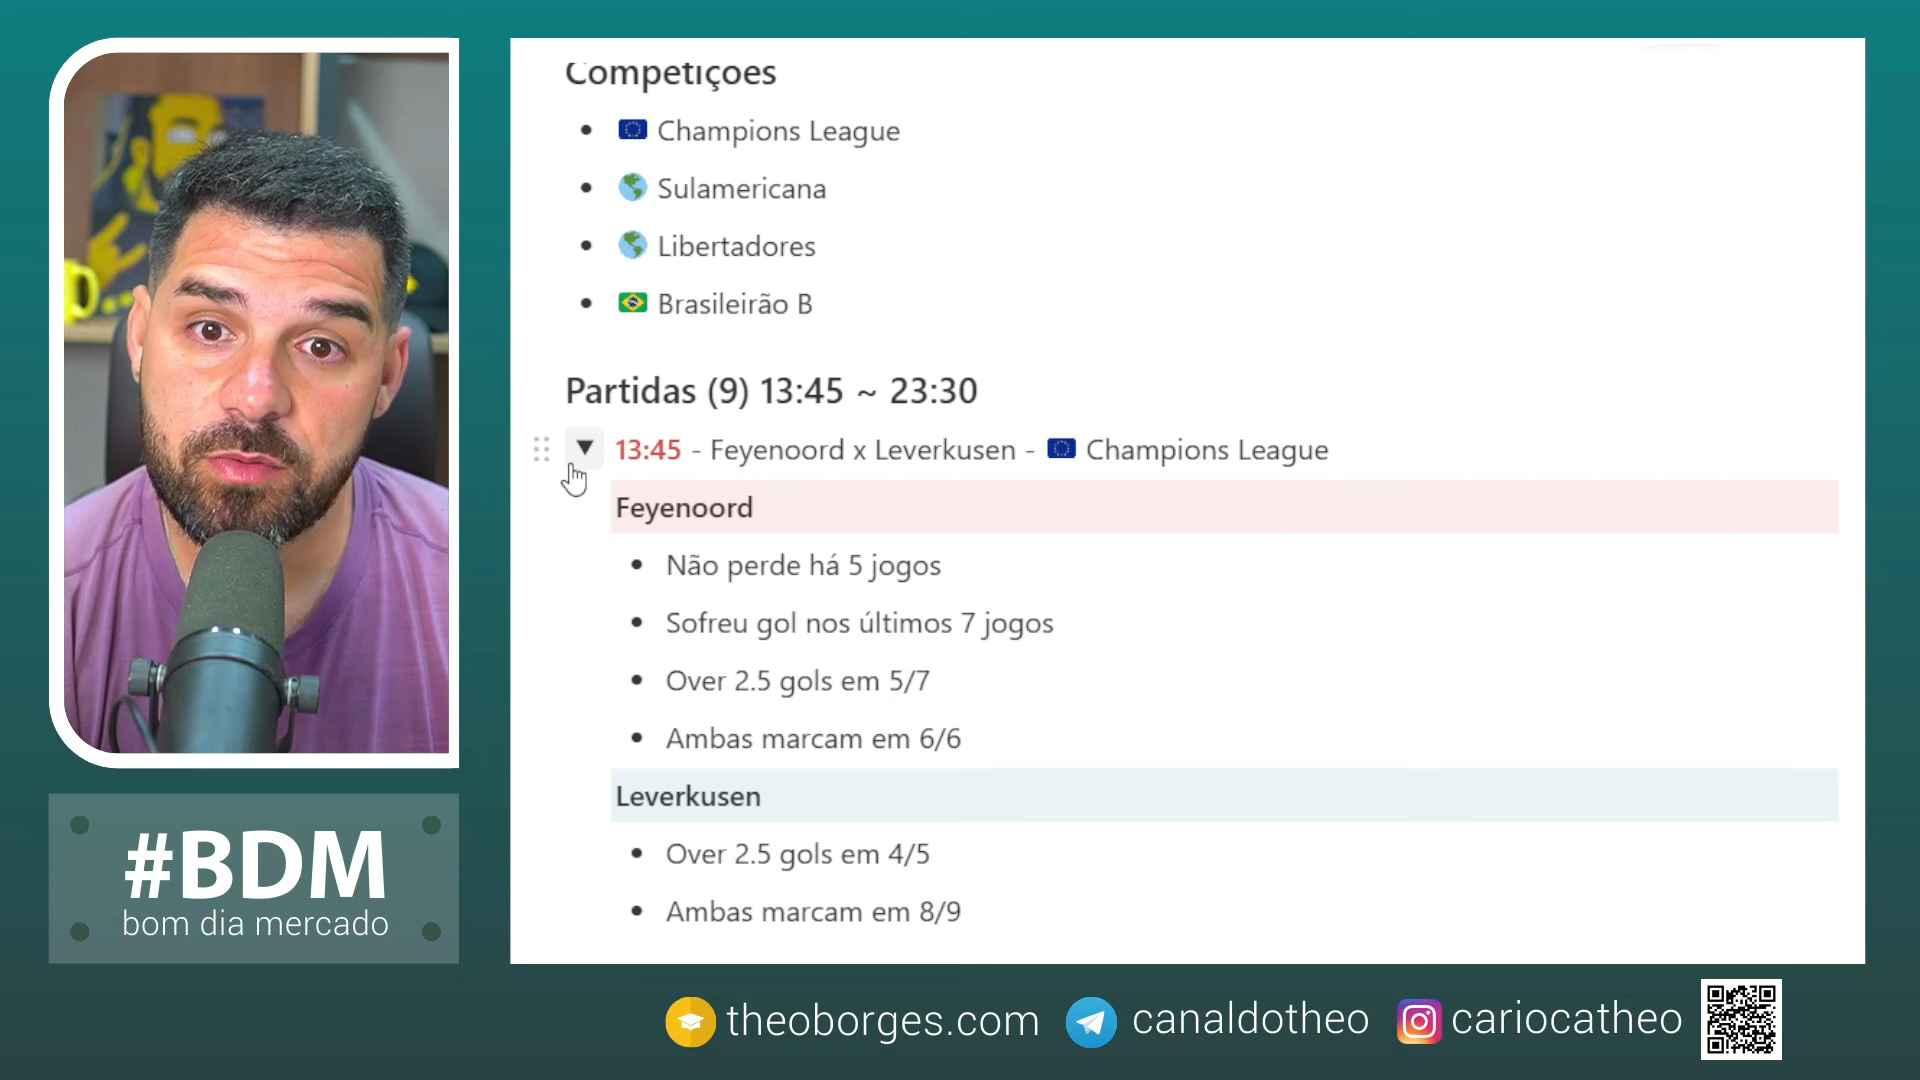 Competições
Champions League
Sulamericana
Libertadores
Brasileirão B
Partidas (9) 13:45 ~ 23:30
13:45 - Feyenoord x Leverkusen - Champions League
Feyenoord
Não perde há 5 jogos
Sofreu gol nos últimos 7 jogos
Over 2.5 gols em 5/7
Ambas marcam em 6/6
Leverkusen
Over 2.5 gols em 4/5
Ambas marcam em 8/9
#BDM
bom dia mercado
theoborges.com
canaldotheo
cariocatheo